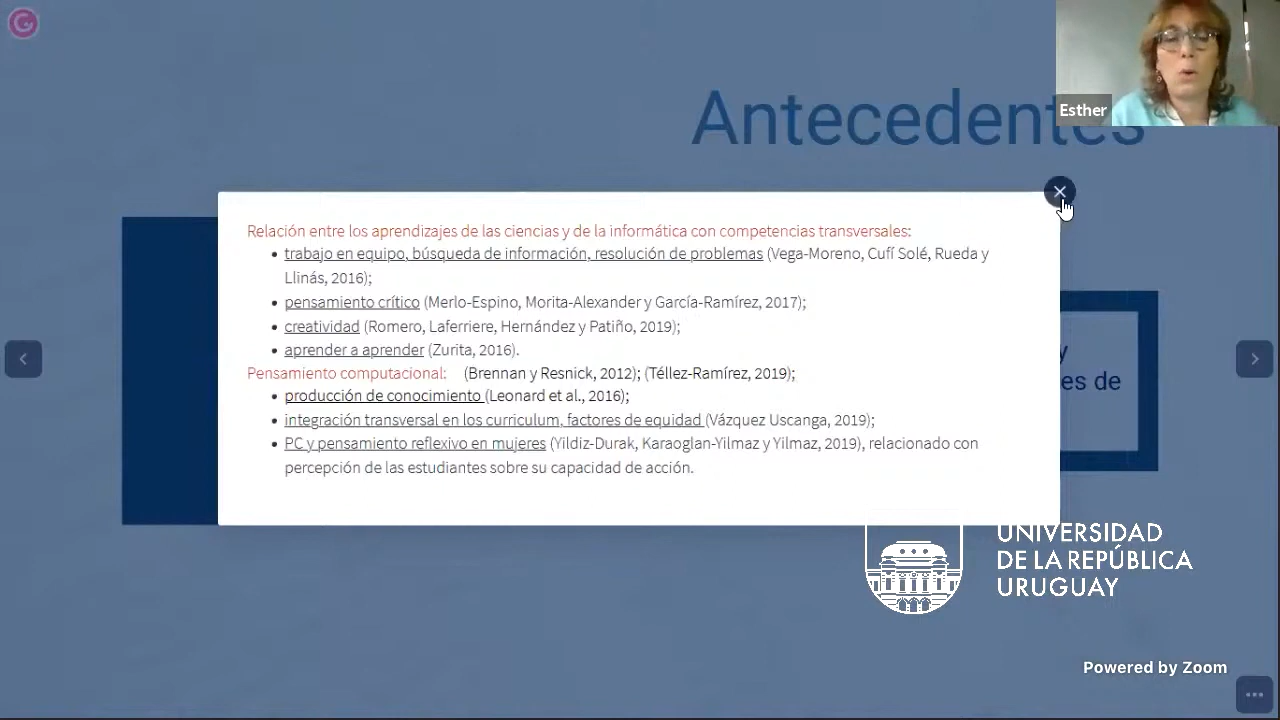 Antecedentes
Esther
Relación entre los aprendizajes de las ciencias y de la informática con competencias transversales:
trabajo en equipo, búsqueda de información, resolución de problemas (Vega-Moreno, Cufí Solé, Rueda y
Llinás, 2016);
pensamiento crítico (Merlo-Espino, Morita-Alexander y García-Ramírez, 2017);
creatividad (Romero, Laferriere, Hernández y Patiño, 2019);
aprender a aprender (Zurita, 2016).
Pensamiento computacional: (Brennan y Resnick, 2012); (Téllez-Ramírez, 2019);
producción de conocimiento (Leonard et al., 2016);
integración transversal en los curriculum, factores de equidad (Vázquez Uscanga, 2019);
PC y pensamiento reflexivo en mujeres (Yildiz-Durak, Karaoglan-Yilmaz y Yilmaz, 2019), relacionado con
percepción de las estudiantes sobre su capacidad de acción.
y
es de
UNIVERSIDAD
DE LA REPÚBLICA
URUGUAY
Powered by Zoom